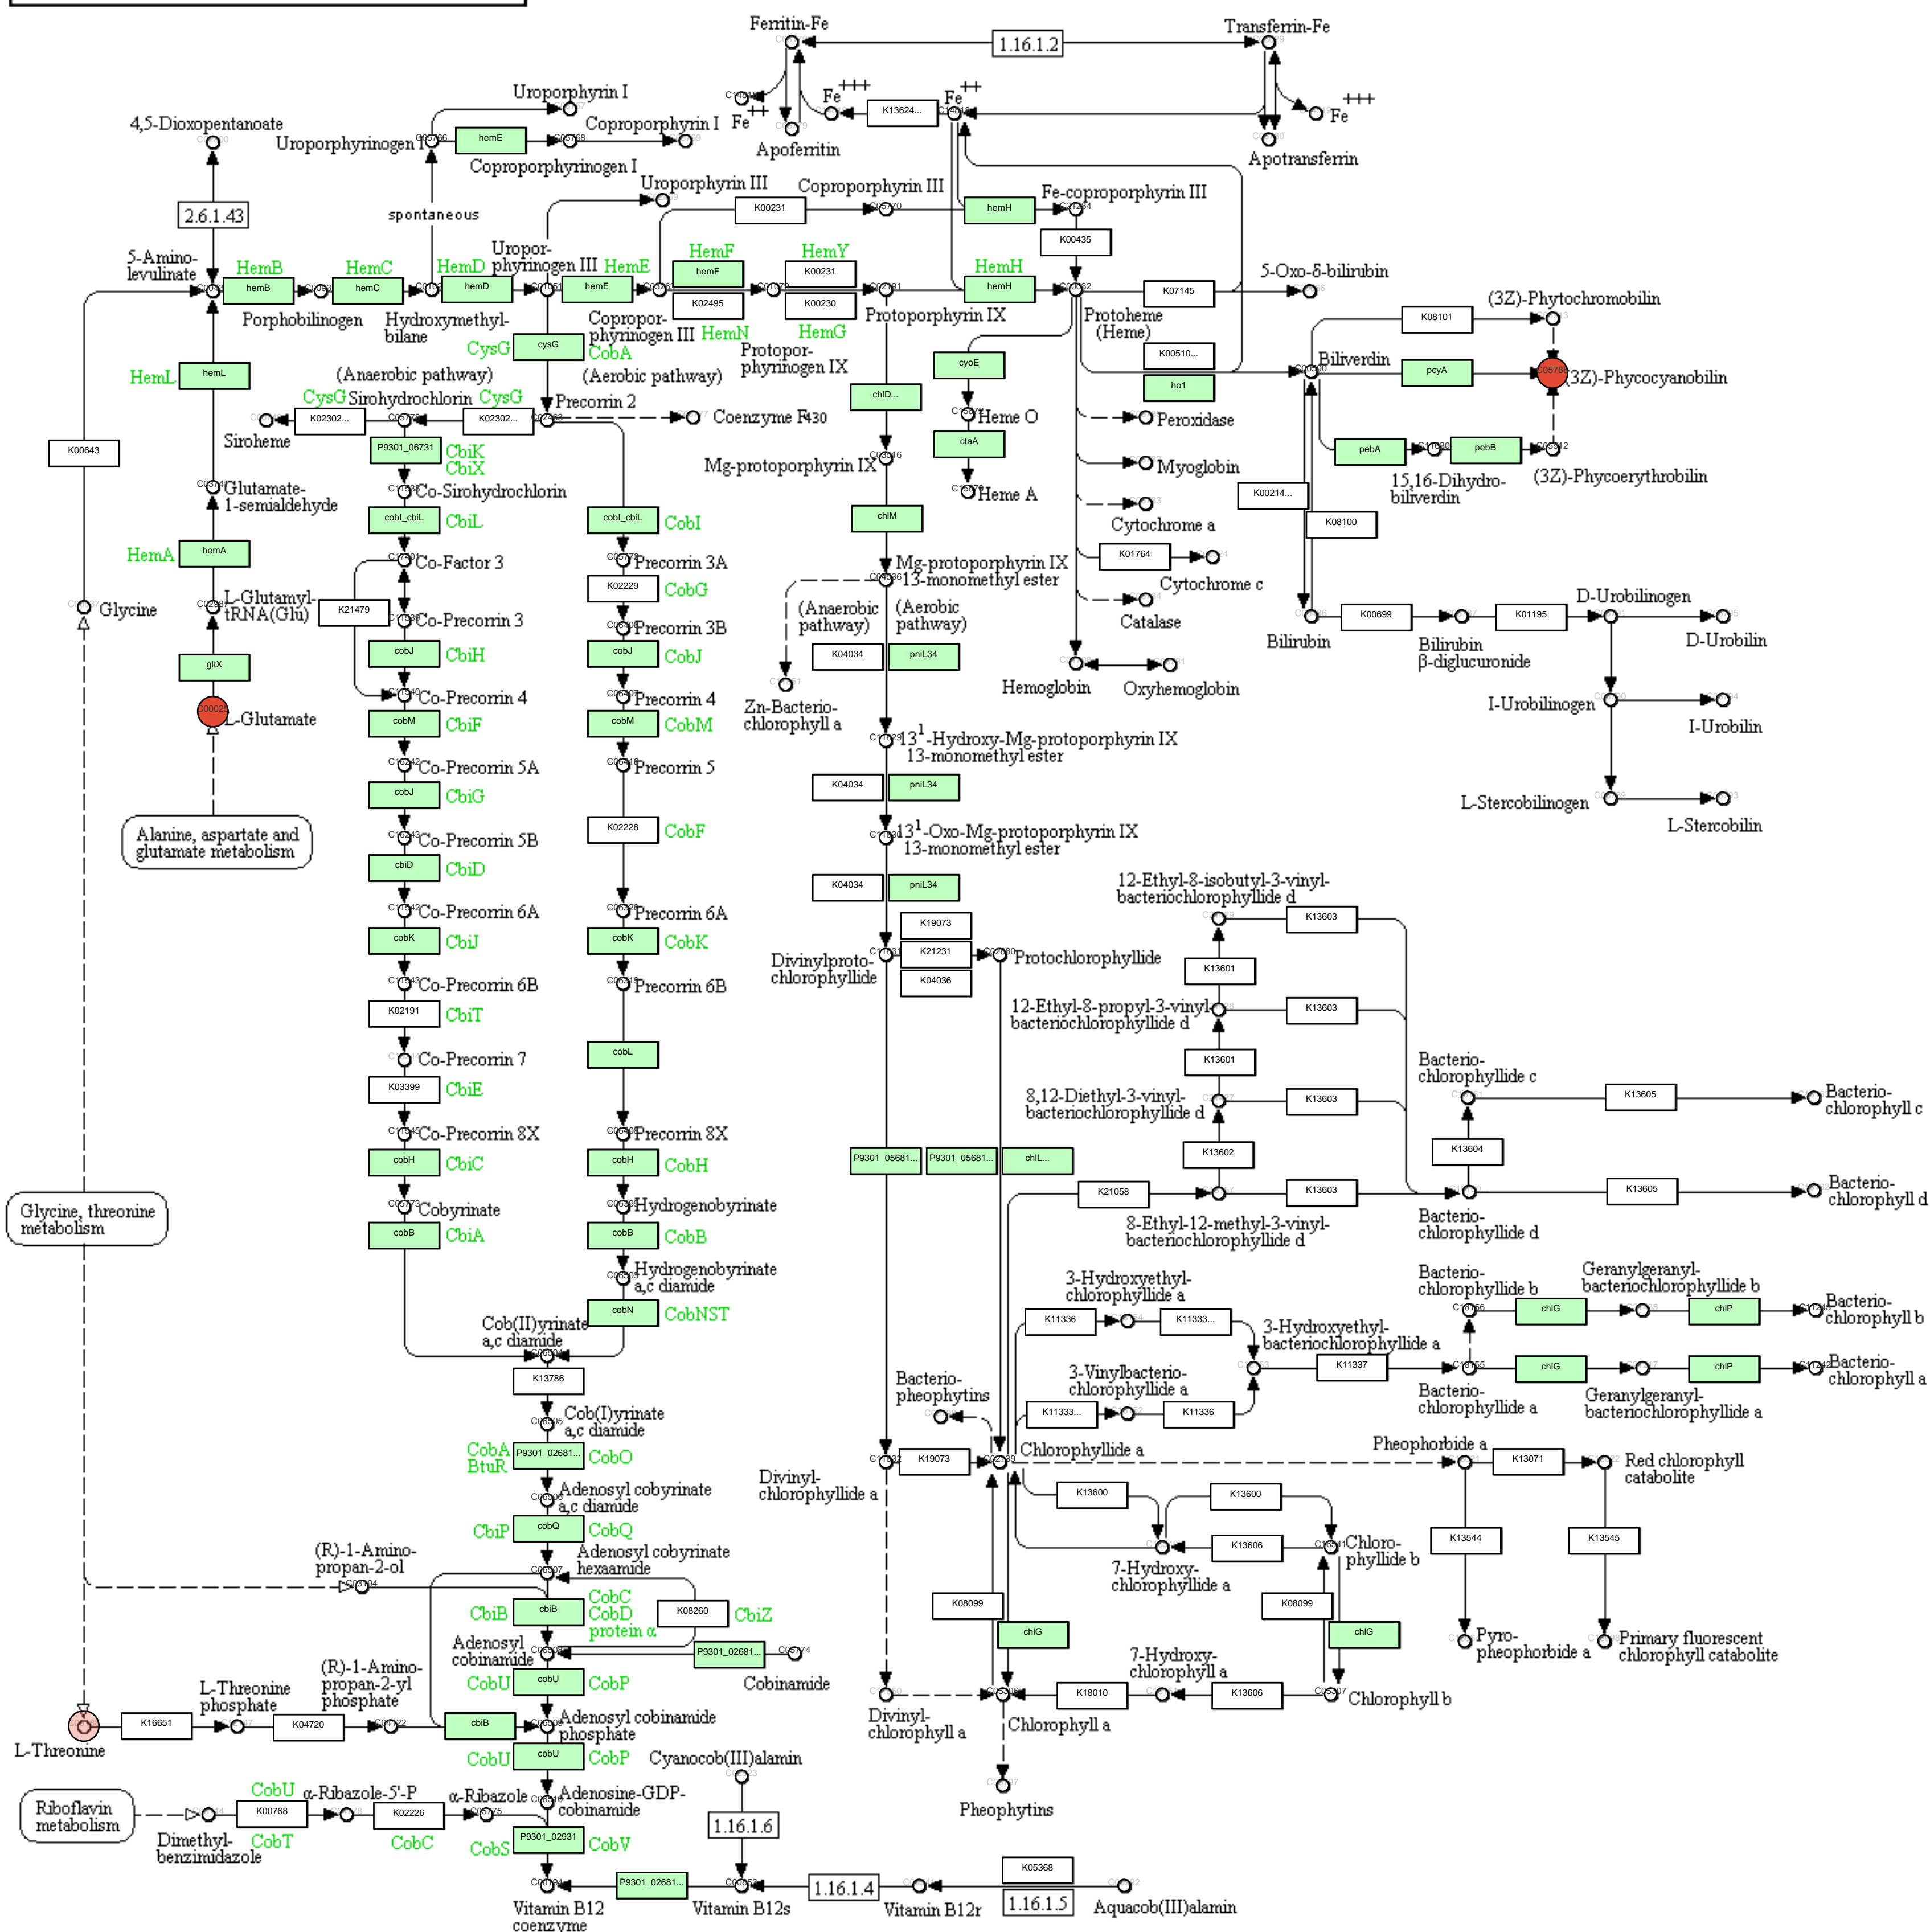 Ferritin-Fe
Transferrin-Fe
1.16.1.2
Fe
++
Fe
+++
K13624...
Fe
++
Fe
+++
Apoferritin
Apotransferrin
Uroporphyrin I
4,5-Dioxopentanoate
Uroporphyrinogen I
hemE
Coproporphyrin I
Coproporphyrinogen I
2.6.1.43
spontaneous
Uroporphyrin III
K00231
Coproporphyrin III
hemH
Fe-coproporphyrin III
K00435
5-Amino-
levulinate
HemB
hemB
HemC
hemC
HemD
hemD
Uropor-
phyrinogen III
HemE
hemE
HemF
hemF
K02495
HemN
HemY
K00231
K00230
HemG
HemH
hemH
K07145
5-Oxo-δ-bilirubin
Porphobilinogen
Hydroxymethyl-
bilane
Copropor-
phyrinogen III
Protopor-
phyrinogen IX
Protoporphyrin IX
Protoheme
(Heme)
K08101
(3Z)-Phytochromobilin
K00510...
ho1
Biliverdin
pcyA
C05786
(3Z)-Phycocyanobilin
pebA
pebB
15,16-Dihydro-
biliverdin
(3Z)-Phycoerythrobilin
HemL
hemL
CysG
cysG
CobA
(Anaerobic pathway)
(Aerobic pathway)
CysG
Sirohydrochlorin
CysG
Precorrin 2
K02302...
K02302...
Coenzyme F430
Siroheme
chlD...
cyoE
Heme O
ctaA
Heme A
Mg-protoporphyrin IX
Peroxidase
Myoglobin
Cytochrome a
K01764
Cytochrome c
Catalase
K00214...
K08100
K00643
P9301_06731
CbiK
CbiX
Co-Sirohydrochlorin
Glutamate-
1-semialdehyde
cobI_cbiL
CbiL
cobI_cbiL
CobI
chlM
HemA
hemA
Co-Factor 3
Precorrin 3A
Mg-protoporphyrin IX
13-monomethyl ester
K21479
K02229
CobG
Glycine
L-Glutamyl-
tRNA(Glu)
Co-Precorrin 3
Precorrin 3B
(Anaerobic
pathway)
(Aerobic
pathway)
cobJ
CbiH
cobJ
CobJ
K04034
pniL34
gltX
Bilirubin
K00699
Bilirubin
β-diglucuronide
K01195
D-Urobilinogen
D-Urobilin
Hemoglobin
Oxyhemoglobin
Co-Precorrin 4
Precorrin 4
Zn-Bacterio-
chlorophyll a
I-Urobilinogen
I-Urobilin
C00025
L-Glutamate
cobM
CbiF
cobM
CobM
13¹-Hydroxy-Mg-protoporphyrin IX
13-monomethyl ester
Co-Precorrin 5A
Precorrin 5
cobJ
CbiG
K04034
pniL34
L-Stercobilinogen
L-Stercobilin
Alanine, aspartate and
glutamate metabolism
Co-Precorrin 5B
K02228
CobF
13¹-Oxo-Mg-protoporphyrin IX
13-monomethyl ester
cbiD
CbiD
K04034
pniL34
12-Ethyl-8-isobutyl-3-vinyl-
bacteriochlorophyllide d
K13603
Co-Precorrin 6A
Precorrin 6A
cobK
CbiJ
cobK
CobK
K19073
K21231
K04036
Divinylproto-
chlorophyllide
Protochlorophyllide
K13601
Co-Precorrin 6B
Precorrin 6B
12-Ethyl-8-propyl-3-vinyl-
bacteriochlorophyllide d
K13603
K02191
CbiT
K13601
cobL
Co-Precorrin 7
8,12-Diethyl-3-vinyl-
bacteriochlorophyllide d
K13603
Bacterio-
chlorophyllide c
K13605
Bacterio-
chlorophyll c
K03399
CbiE
Co-Precorrin 8X
Precorrin 8X
K13602
K13604
cobH
CbiC
cobH
CobH
P9301_05681...
P9301_05681...
chlL...
K21058
K13603
K13605
Bacterio-
chlorophyll d
Glycine, threonine
metabolism
Cobyrinate
Hydrogenobyrinate
8-Ethyl-12-methyl-3-vinyl-
bacteriochlorophyllide d
Bacterio-
chlorophyllide d
cobB
CbiA
cobB
CobB
Hydrogenobyrinate
a,c diamide
cobN
CobNST
Cob(II)yrinate
a,c diamide
3-Hydroxyethyl-
chlorophyllide a
K11336
K11333...
3-Hydroxyethyl-
bacteriochlorophyllide a
Bacterio-
chlorophyllide b
Geranylgeranyl-
bacteriochlorophyllide b
chlG
chlP
Bacterio-
chlorophyll b
K13786
K11337
chlG
chlP
Bacterio-
chlorophyll a
Bacterio-
pheophytins
3-Vinylbacterio-
chlorophyllide a
K11333...
K11336
Bacterio-
chlorophyllide a
Geranylgeranyl-
bacteriochlorophyllide a
Cob(I)yrinate
a,c diamide
CobA
BtuR
P9301_02681...
CobO
Divinyl-
chlorophyllide a
K19073
Chlorophyllide a
Pheophorbide a
K13071
Red chlorophyll
catabolite
Adenosyl cobyrinate
a,c diamide
K13600
K13600
CbiP
cobQ
CobQ
K13606
Chloro-
phyllide b
K13544
K13545
7-Hydroxy-
chlorophyllide a
(R)-1-Amino-
propan-2-ol
Adenosyl cobyrinate
hexaamide
CbiB
cbiB
CobC
CobD
protein α
K08260
CbiZ
K08099
K08099
chlG
chlG
Adenosyl
cobinamide
P9301_02681...
Cobinamide
Pyro-
pheophorbide a
Primary fluorescent
chlorophyll catabolite
CobU
cobU
CobP
7-Hydroxy-
chlorophyll a
K18010
K13606
Chlorophyll b
L-Threonine
K16651
L-Threonine
phosphate
K04720
(R)-1-Amino-
propan-2-yl
phosphate
cbiB
Adenosyl cobinamide
phosphate
Divinyl-
chlorophyll a
Chlorophyll a
CobU
cobU
CobP
Cyanocob(III)alamin
Pheophytins
Riboflavin
metabolism
Dimethyl-
benzimidazole
CobU
K00768
CobT
α-Ribazole-5'-P
K02226
CobC
α-Ribazole
Adenosine-GDP-
cobinamide
1.16.1.6
CobS
P9301_02931
CobV
Vitamin B12
coenzyme
P9301_02681...
Vitamin B12s
1.16.1.4
Vitamin B12r
K05368
1.16.1.5
Aquacob(III)alamin